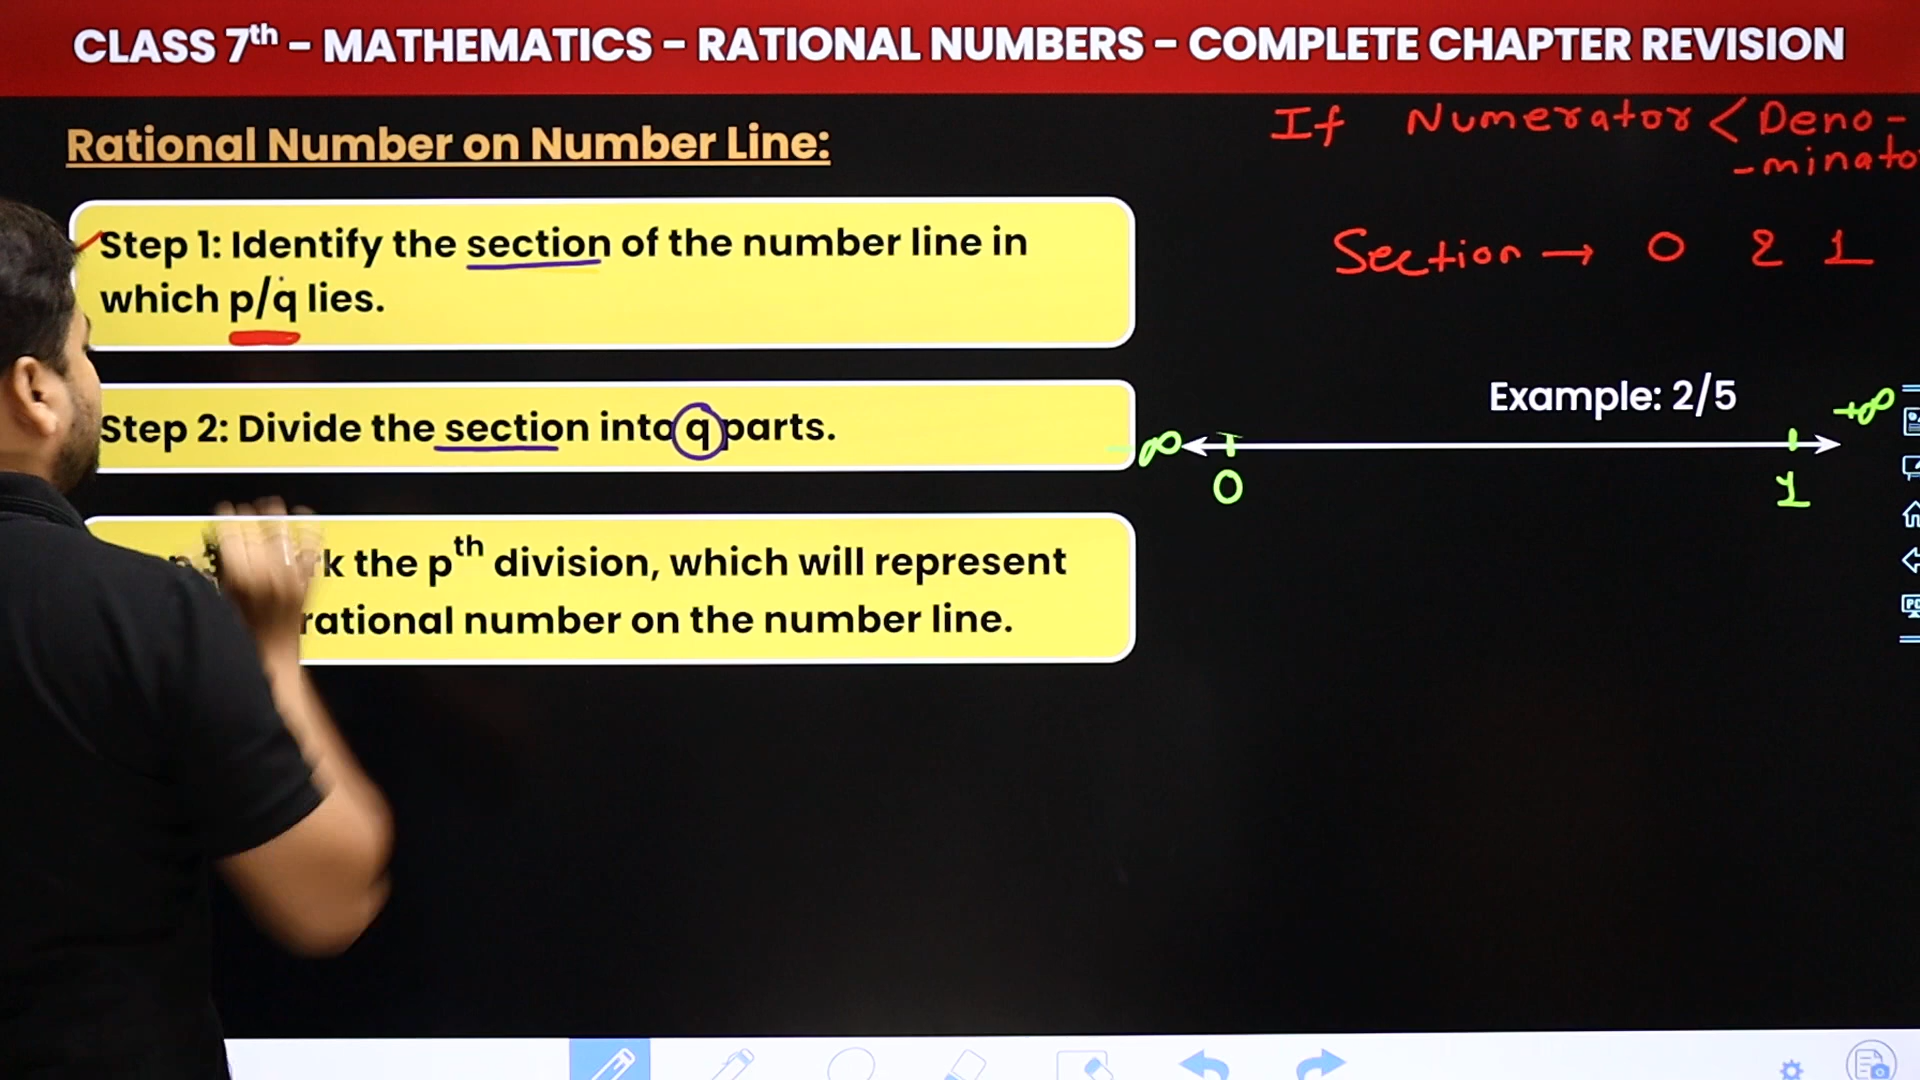 CLASS 7th - MATHEMATICS - RATIONAL NUMBERS - COMPLETE CHAPTER REVISION
Rational Number on Number Line:
Step 1: Identify the section of the number line in
which p/q lies.
Step 2: Divide the section into q parts.
the pth division, which will represent
rational number on the number line.
If Numerator < Deno-
-minato
Section → 0 & 1
Example: 2/5
-∞ +∞
0 1